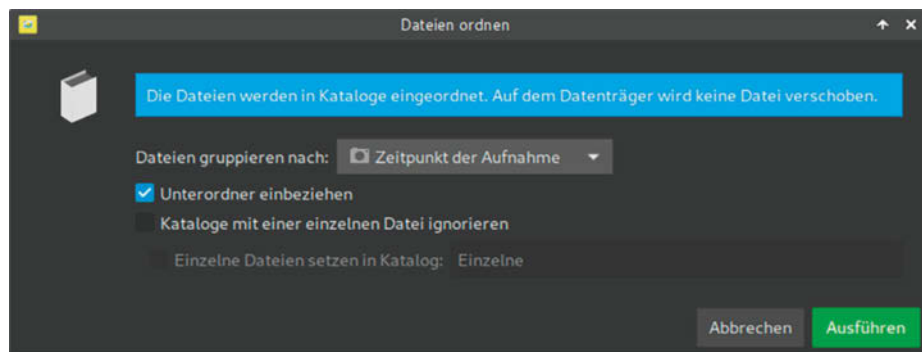 Dateien ordnen
Die Dateien werden in Kataloge eingeordnet. Auf dem Datenträger wird keine Datei verschoben.
Dateien gruppieren nach: Zeitpunkt der Aufnahme
Unterordner einbeziehen
Kataloge mit einer einzelnen Datei ignorieren
Einzelne Dateien setzen in Katalog: Einzelne
Abbrechen Ausführen